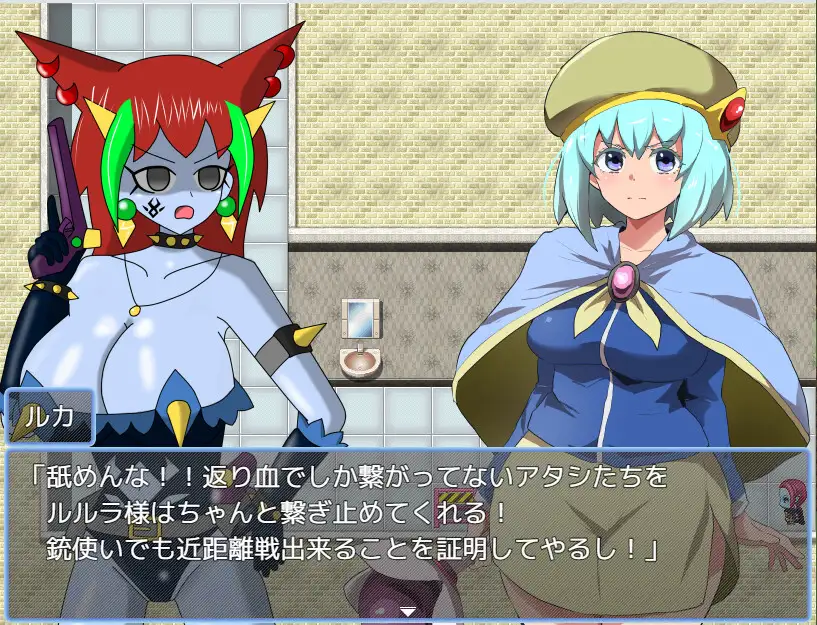 ルカ
「舐めんな！！返り血でしか繋がってないアタシたちを
ルルラ様はちゃんと繋ぎ止めてくれる！
銃使いでも近距離戦出来ることを証明してやるし！」